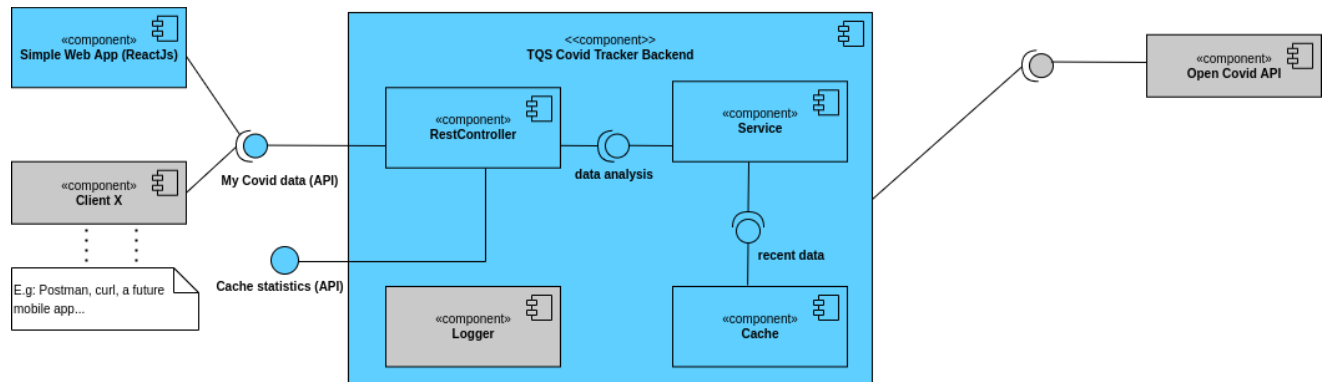 «component»
Simple Web App (ReactJs)
<<component>>
TQS Covid Tracker Backend
«component»
Open Covid API
«component»
RestController
«component»
Service
data analysis
My Covid data (API)
«component»
Client X
recent data
Cache statistics (API)
E.g: Postman, curl, a future
mobile app...
«component»
Logger
«component»
Cache